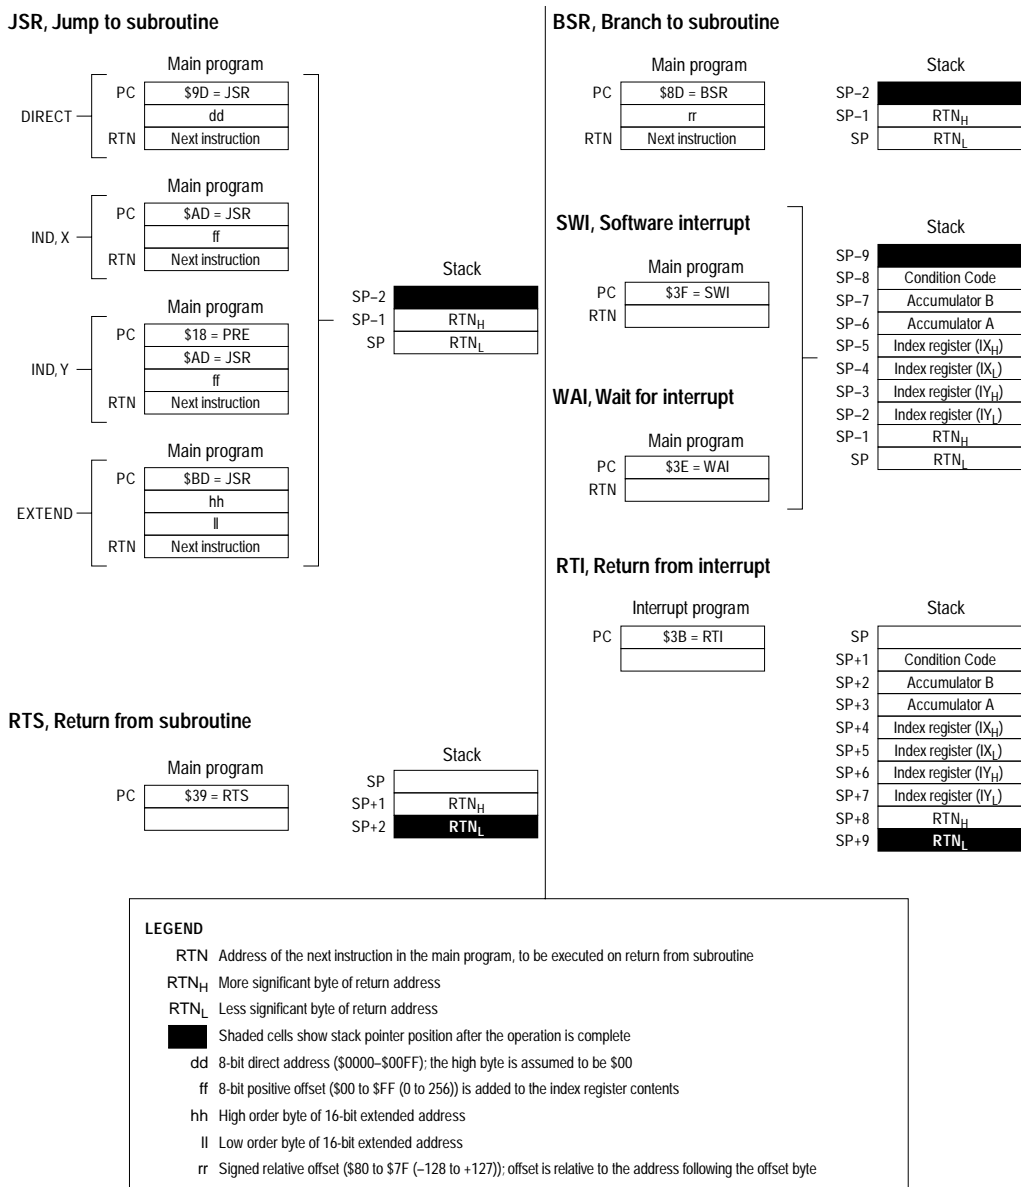 JSR, Jump to subroutine
Main program
DIRECT
PC $9D = JSR
dd
RTN Next instruction
Main program
IND, X
PC $AD = JSR
ff
RTN Next instruction
Main program
IND, Y
PC $18 = PRE
$AD = JSR
ff
RTN Next instruction
Main program
EXTEND
PC $BD = JSR
hh
ll
RTN Next instruction
Stack
SP–2
SP–1 RTNH
SP RTNL
RTS, Return from subroutine
Main program
PC $39 = RTS
Stack
SP
SP+1 RTNH
SP+2 RTNL
BSR, Branch to subroutine
Main program
PC $8D = BSR
rr
RTN Next instruction
Stack
SP–2
SP–1 RTNH
SP RTNL
SWI, Software interrupt
Main program
PC $3F = SWI
RTN
WAI, Wait for interrupt
Main program
PC $3E = WAI
RTN
Stack
SP–9
SP–8 Condition Code
SP–7 Accumulator B
SP–6 Accumulator A
SP–5 Index register (IXH)
SP–4 Index register (IXL)
SP–3 Index register (IYH)
SP–2 Index register (IYL)
SP–1 RTNH
SP RTNL
RTI, Return from interrupt
Interrupt program
PC $3B = RTI
Stack
SP
SP+1 Condition Code
SP+2 Accumulator B
SP+3 Accumulator A
SP+4 Index register (IXH)
SP+5 Index register (IXL)
SP+6 Index register (IYH)
SP+7 Index register (IYL)
SP+8 RTNH
SP+9 RTNL
LEGEND
RTN Address of the next instruction in the main program, to be executed on return from subroutine
RTNH More significant byte of return address
RTNL Less significant byte of return address
Shaded cells show stack pointer position after the operation is complete
dd 8-bit direct address ($0000–$00FF); the high byte is assumed to be $00
ff 8-bit positive offset ($00 to $FF (0 to 256)) is added to the index register contents
hh High order byte of 16-bit extended address
ll Low order byte of 16-bit extended address
rr Signed relative offset ($80 to $7F (–128 to +127)); offset is relative to the address following the offset byte